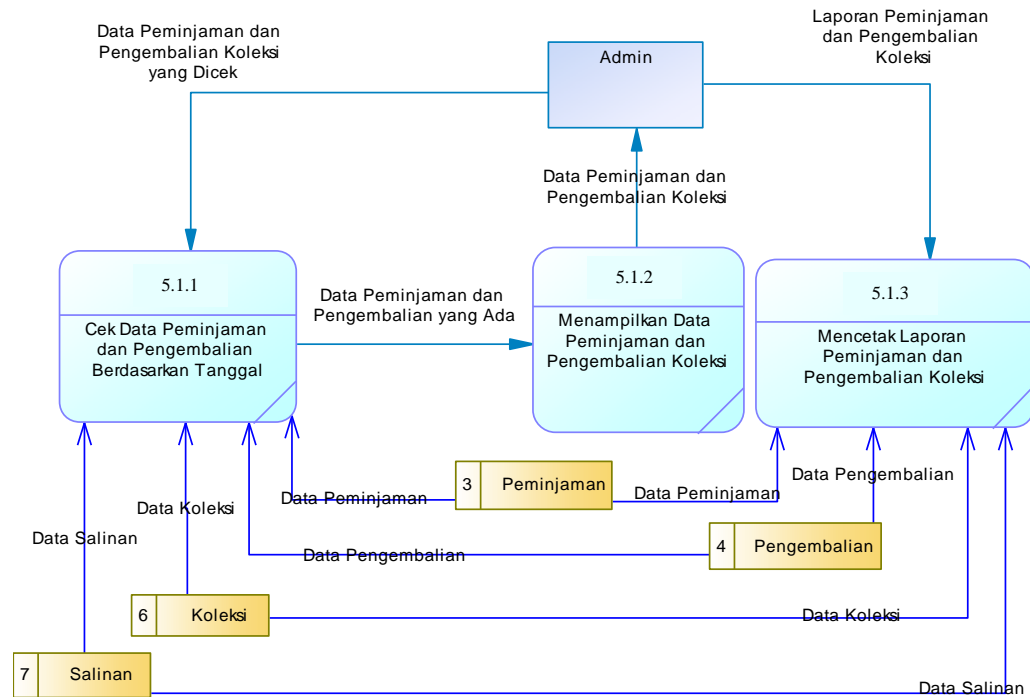 Data Peminjaman dan
Pengembalian Koleksi
yang Dicek
Laporan Peminjaman
dan Pengembalian
Koleksi
Admin
Data Peminjaman dan
Pengembalian Koleksi
5.1.1
Cek Data Peminjaman
dan Pengembalian
Berdasarkan Tanggal
Data Peminjaman dan
Pengembalian yang Ada
5.1.2
Menampilkan Data
Peminjaman dan
Pengembalian Koleksi
5.1.3
Mencetak Laporan
Peminjaman dan
Pengembalian Koleksi
3 Peminjaman
Data Peminjaman
Data Peminjaman
Data Pengembalian
Data Koleksi
Data Salinan
4 Pengembalian
Data Pengembalian
6 Koleksi
Data Koleksi
7 Salinan
Data Salinan